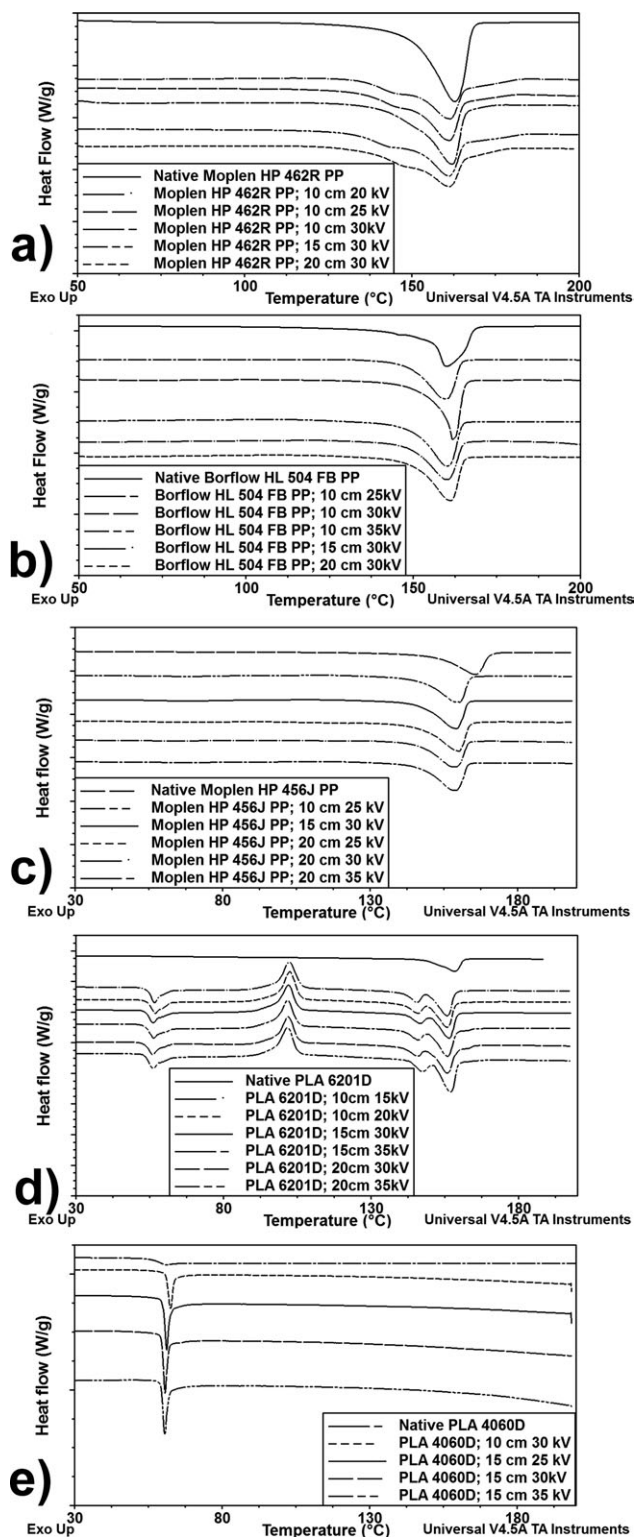 Heat Flow (W/g)
Native Moplen HP 462R PP
Moplen HP 462R PP; 10 cm 20 kV
Moplen HP 462R PP; 10 cm 25 kV
Moplen HP 462R PP; 10 cm 30kV
Moplen HP 462R PP; 15 cm 30 kV
Moplen HP 462R PP; 20 cm 30 kV
a)
50 100 150 200
Exo Up Temperature (°C) Universal V4.5A TA Instruments
Heat Flow (W/g)
Native Borflow HL 504 FB PP
Borflow HL 504 FB PP; 10 cm 25kV
Borflow HL 504 FB PP; 10 cm 30kV
Borflow HL 504 FB PP; 10 cm 35kV
Borflow HL 504 FB PP; 15 cm 30kV
Borflow HL 504 FB PP; 20 cm 30kV
b)
50 100 150 200
Exo Up Temperature (°C) Universal V4.5A TA Instruments
Heat flow (W/g)
Native Moplen HP 456J PP
Moplen HP 456J PP; 10 cm 25 kV
Moplen HP 456J PP; 15 cm 30 kV
Moplen HP 456J PP; 20 cm 25 kV
Moplen HP 456J PP; 20 cm 30 kV
Moplen HP 456J PP; 20 cm 35 kV
c)
30 80 130 180
Exo Up Temperature (°C) Universal V4.5A TA Instruments
Heat flow (W/g)
Native PLA 6201D
PLA 6201D; 10cm 15kV
PLA 6201D; 10cm 20kV
PLA 6201D; 15cm 30kV
PLA 6201D; 15cm 35kV
PLA 6201D; 20cm 30kV
PLA 6201D; 20cm 35kV
d)
30 80 130 180
Exo Up Temperature (°C) Universal V4.5A TA Instruments
Heat flow (W/g)
Native PLA 4060D
PLA 4060D; 10 cm 30 kV
PLA 4060D; 15 cm 25 kV
PLA 4060D; 15 cm 30kV
PLA 4060D; 15 cm 35 kV
e)
30 80 130 180
Exo Up Temperature (°C) Universal V4.5A TA Instruments